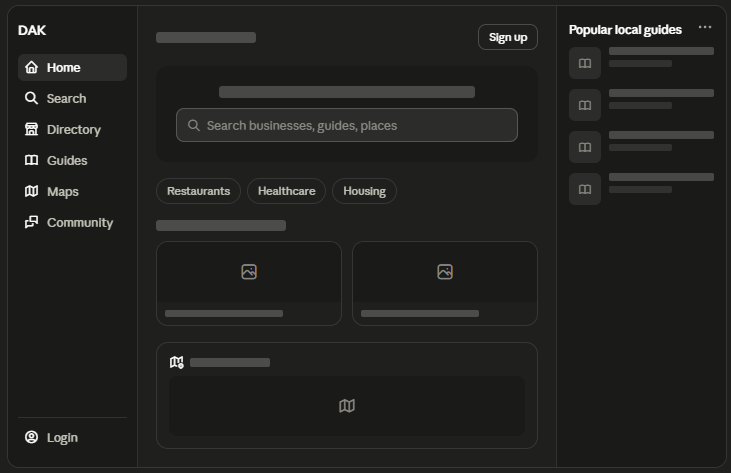 DAK
Home
Search
Directory
Guides
Maps
Community
Login
Sign up
Search businesses, guides, places
Restaurants
Healthcare
Housing
Popular local guides